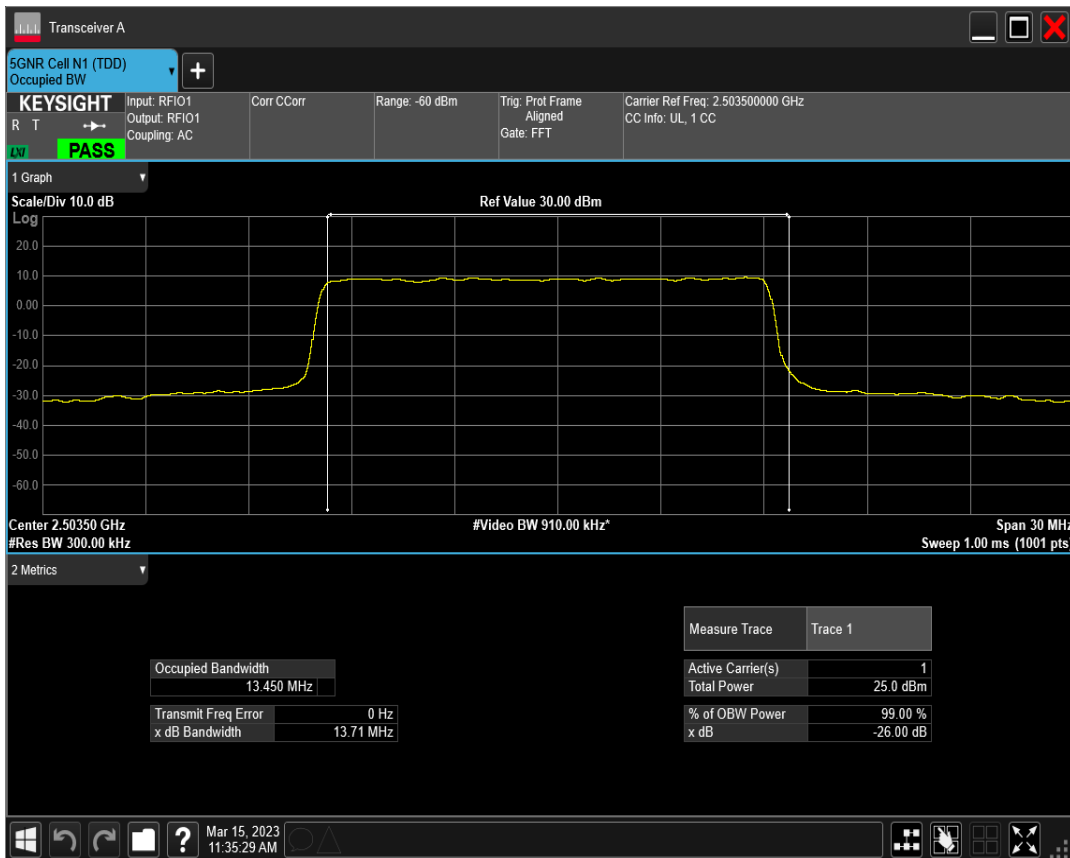 Transceiver A
5GNR Cell N1 (TDD)
Occupied BW
+
KEYSIGHT
R T
LXI
PASS
Input: RFIO1
Output: RFIO1
Coupling: AC
Corr CCorr
Range: -60 dBm
Trig: Prot Frame
Aligned
Gate: FFT
Carrier Ref Freq: 2.503500000 GHz
CC Info: UL, 1 CC
1 Graph
Scale/Div 10.0 dB
Ref Value 30.00 dBm
Log
20.0
10.0
0.00
-10.0
-20.0
-30.0
-40.0
-50.0
-60.0
Center 2.50350 GHz
#Video BW 910.00 kHz*
Span 30 MHz
#Res BW 300.00 kHz
Sweep 1.00 ms (1001 pts)
2 Metrics
Measure Trace Trace 1
Occupied Bandwidth
13.450 MHz
Active Carrier(s) 1
Total Power 25.0 dBm
Transmit Freq Error 0 Hz
x dB Bandwidth 13.71 MHz
% of OBW Power 99.00 %
x dB -26.00 dB
?
Mar 15, 2023
11:35:29 AM